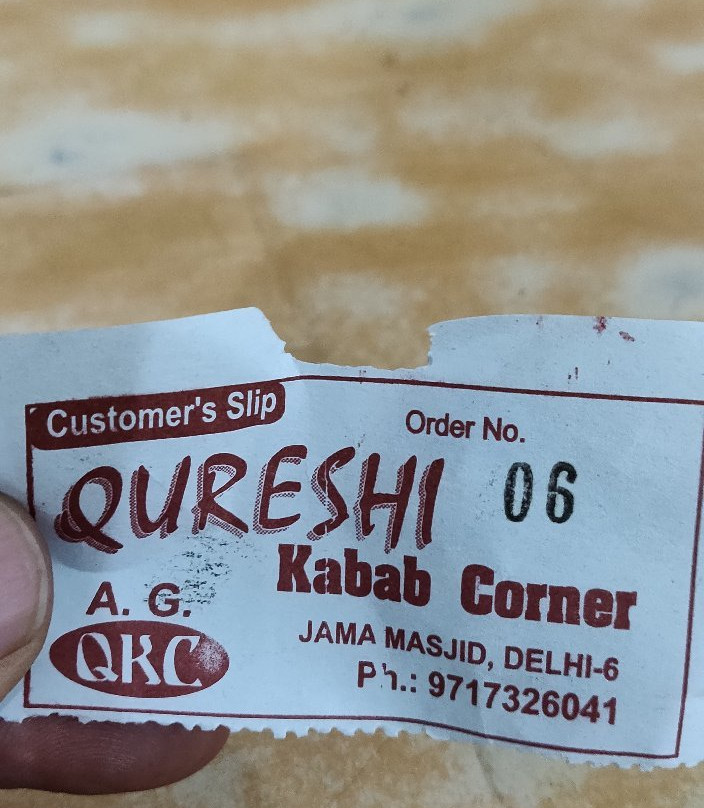 Customer's Slip
Order No.
06
QURESHI
Kabab Corner
A. G.
QKC
JAMA MASJID, DELHI-6
Ph.: 9717326041